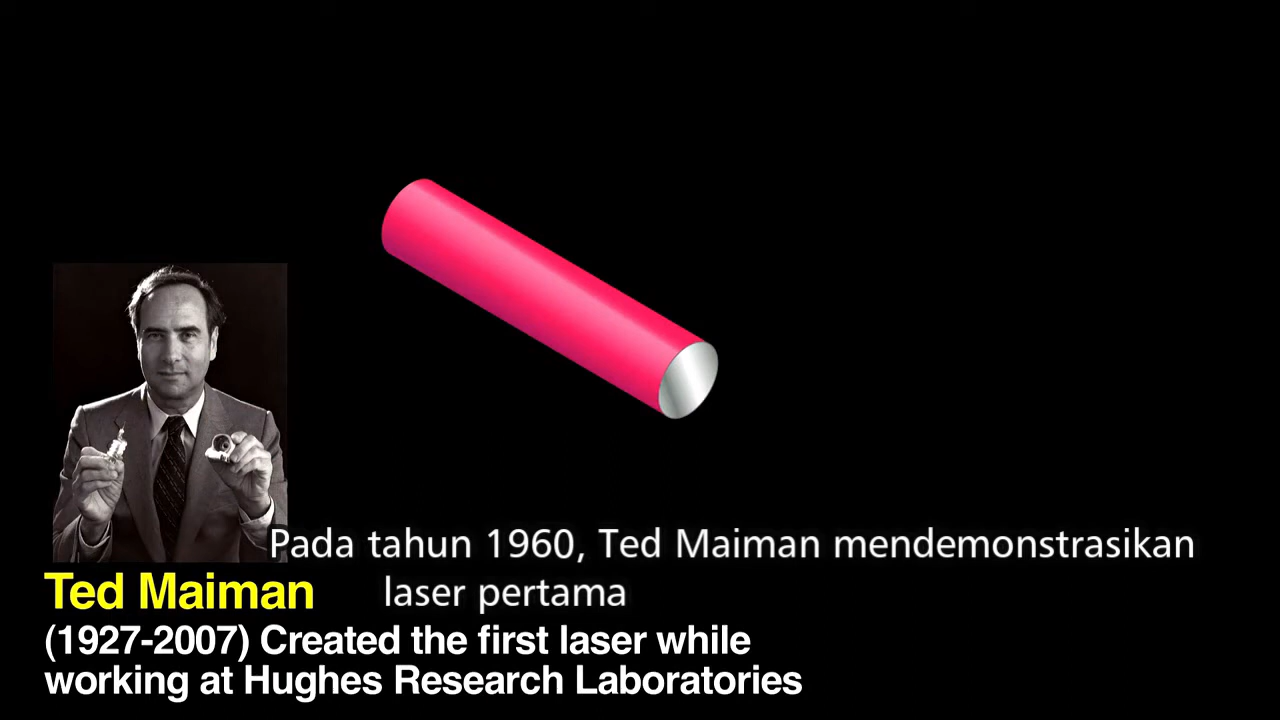 Pada tahun 1960, Ted Maiman mendemonstrasikan
laser pertama
Ted Maiman
(1927-2007) Created the first laser while
working at Hughes Research Laboratories